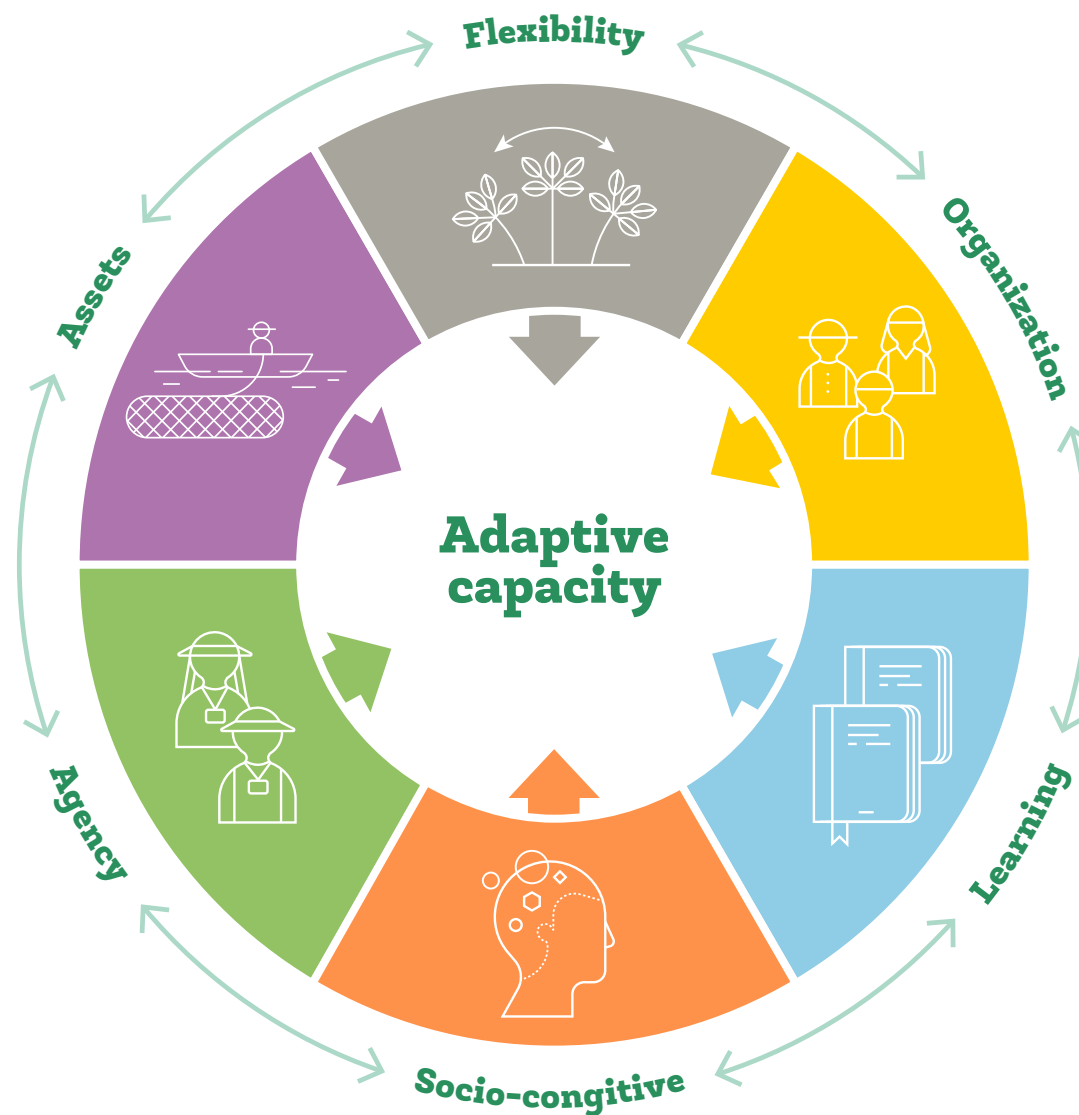 Flexibility
Organization
Learning
Socio-congitive
Agency
Assets
Adaptive
capacity